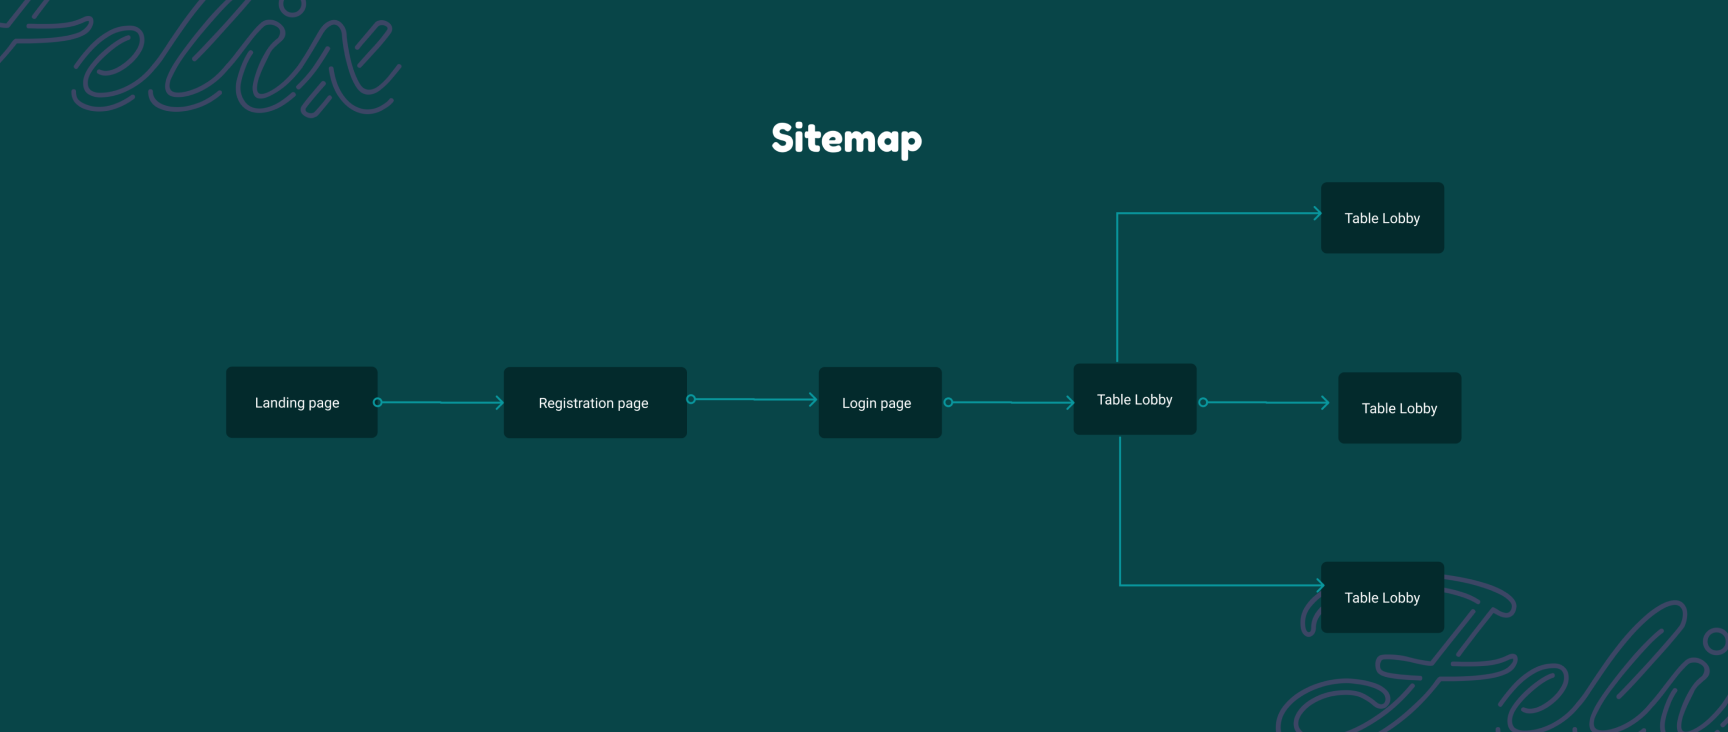 Felix
Sitemap
Table Lobby
Landing page
Registration page
Login page
Table Lobby
Table Lobby
Table Lobby
Felix